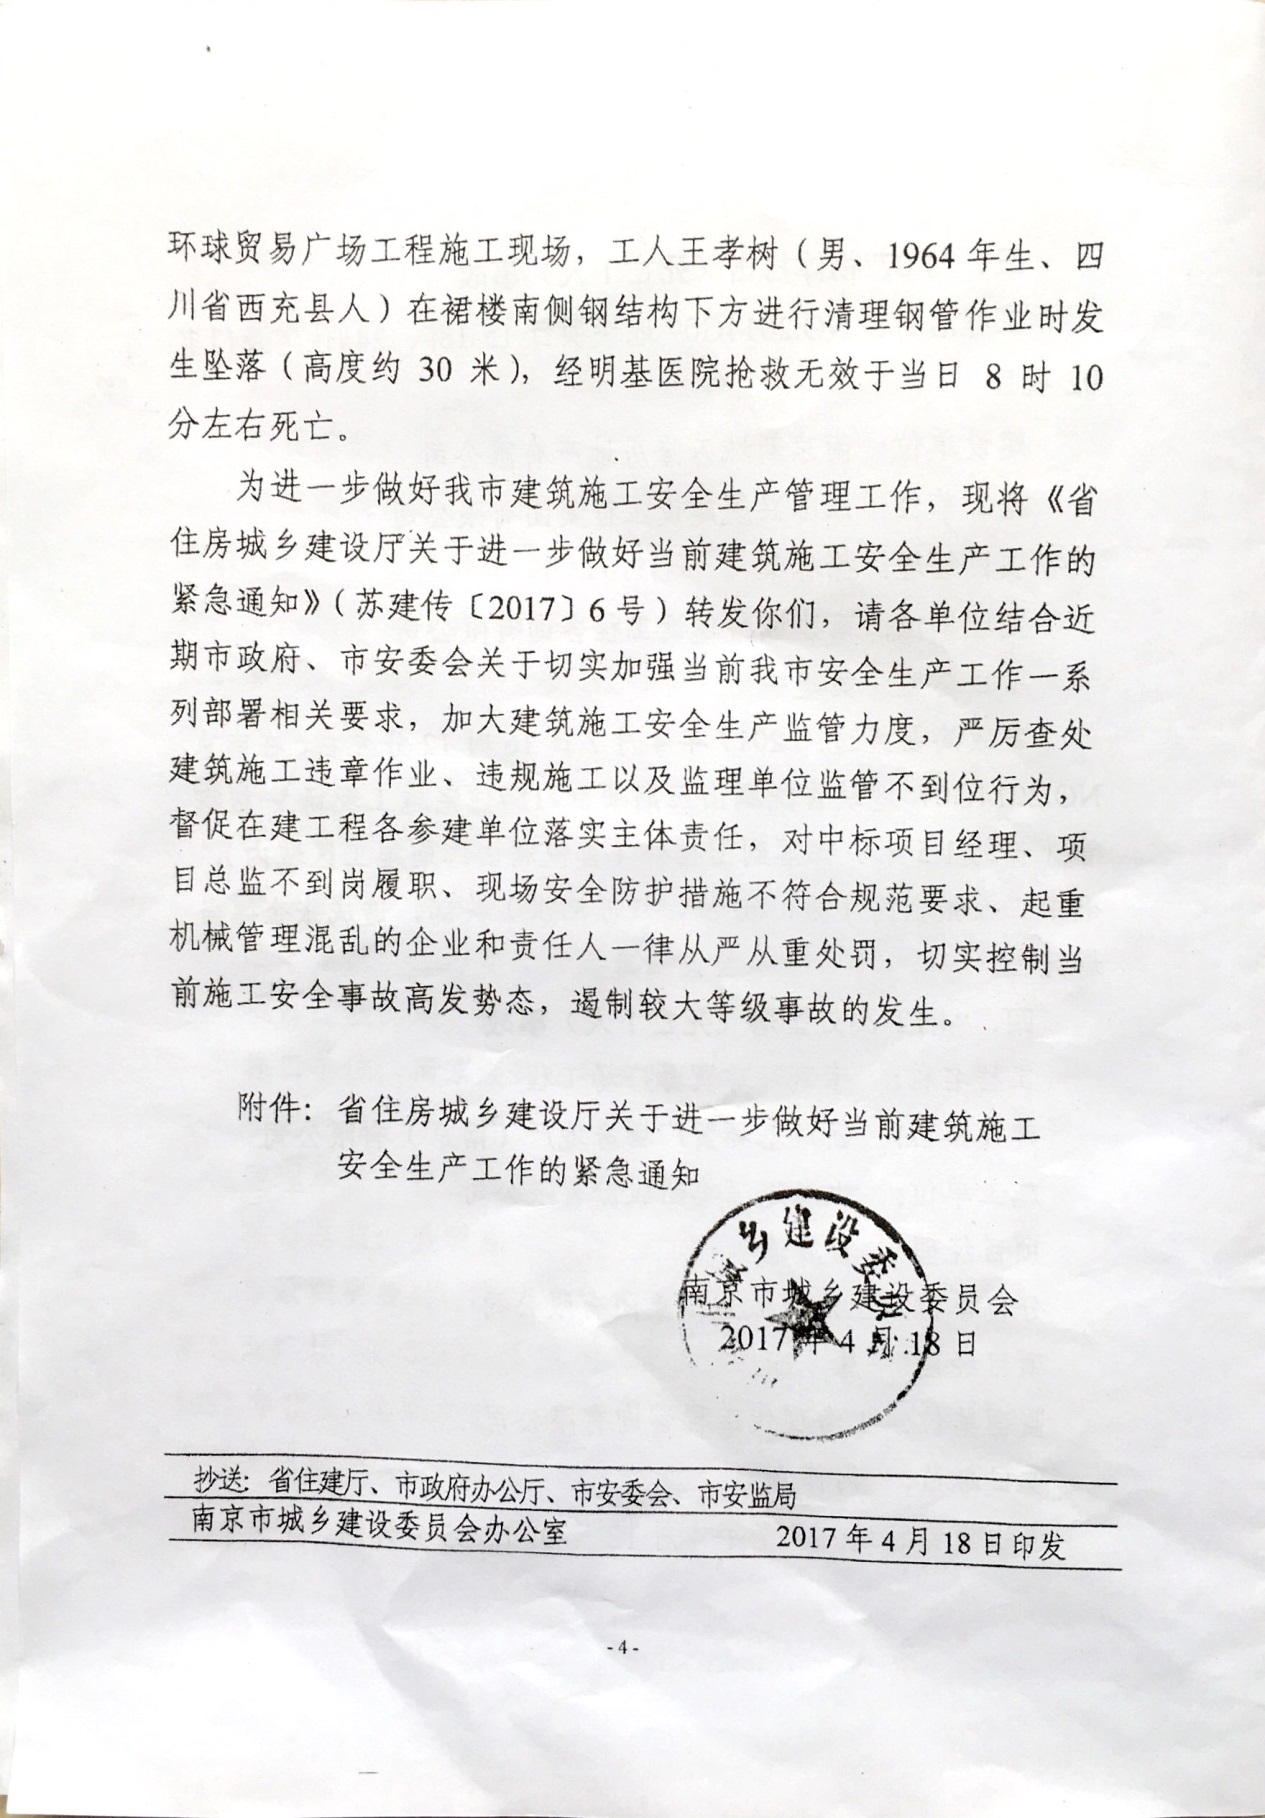 环球贸易广场工程施工现场，工人王孝树（男、1964年生、四
川省西充县人）在裙楼南侧钢结构下方进行清理钢管作业时发
生坠落（高度约 30 米），经明基医院抢救无效于当日 8 时 10
分左右死亡。
为进一步做好我市建筑施工安全生产管理工作，现将《省
住房城乡建设厅关于进一步做好当前建筑施工安全生产工作的
紧急通知》（苏建传〔2017〕6号）转发你们，请各单位结合近
期市政府、市安委会关于切实加强当前我市安全生产工作一系
列部署相关要求，加大建筑施工安全生产监管力度，严厉查处
建筑施工违章作业、违规施工以及监理单位监管不到位行为，
督促在建工程各参建单位落实主体责任，对中标项目经理、项
目总监不到岗履职、现场安全防护措施不符合规范要求、起重
机械管理混乱的企业和责任人一律从严从重处罚，切实控制当
前施工安全事故高发势态，遏制较大等级事故的发生。
附件：省住房城乡建设厅关于进一步做好当前建筑施工
安全生产工作的紧急通知
乡建设委
南京市城乡建设委员会
2017年4月18日
抄送：省住建厅、市政府办公厅、市安委会、市安监局
南京市城乡建设委员会办公室 2017年4月18日印发
-4-